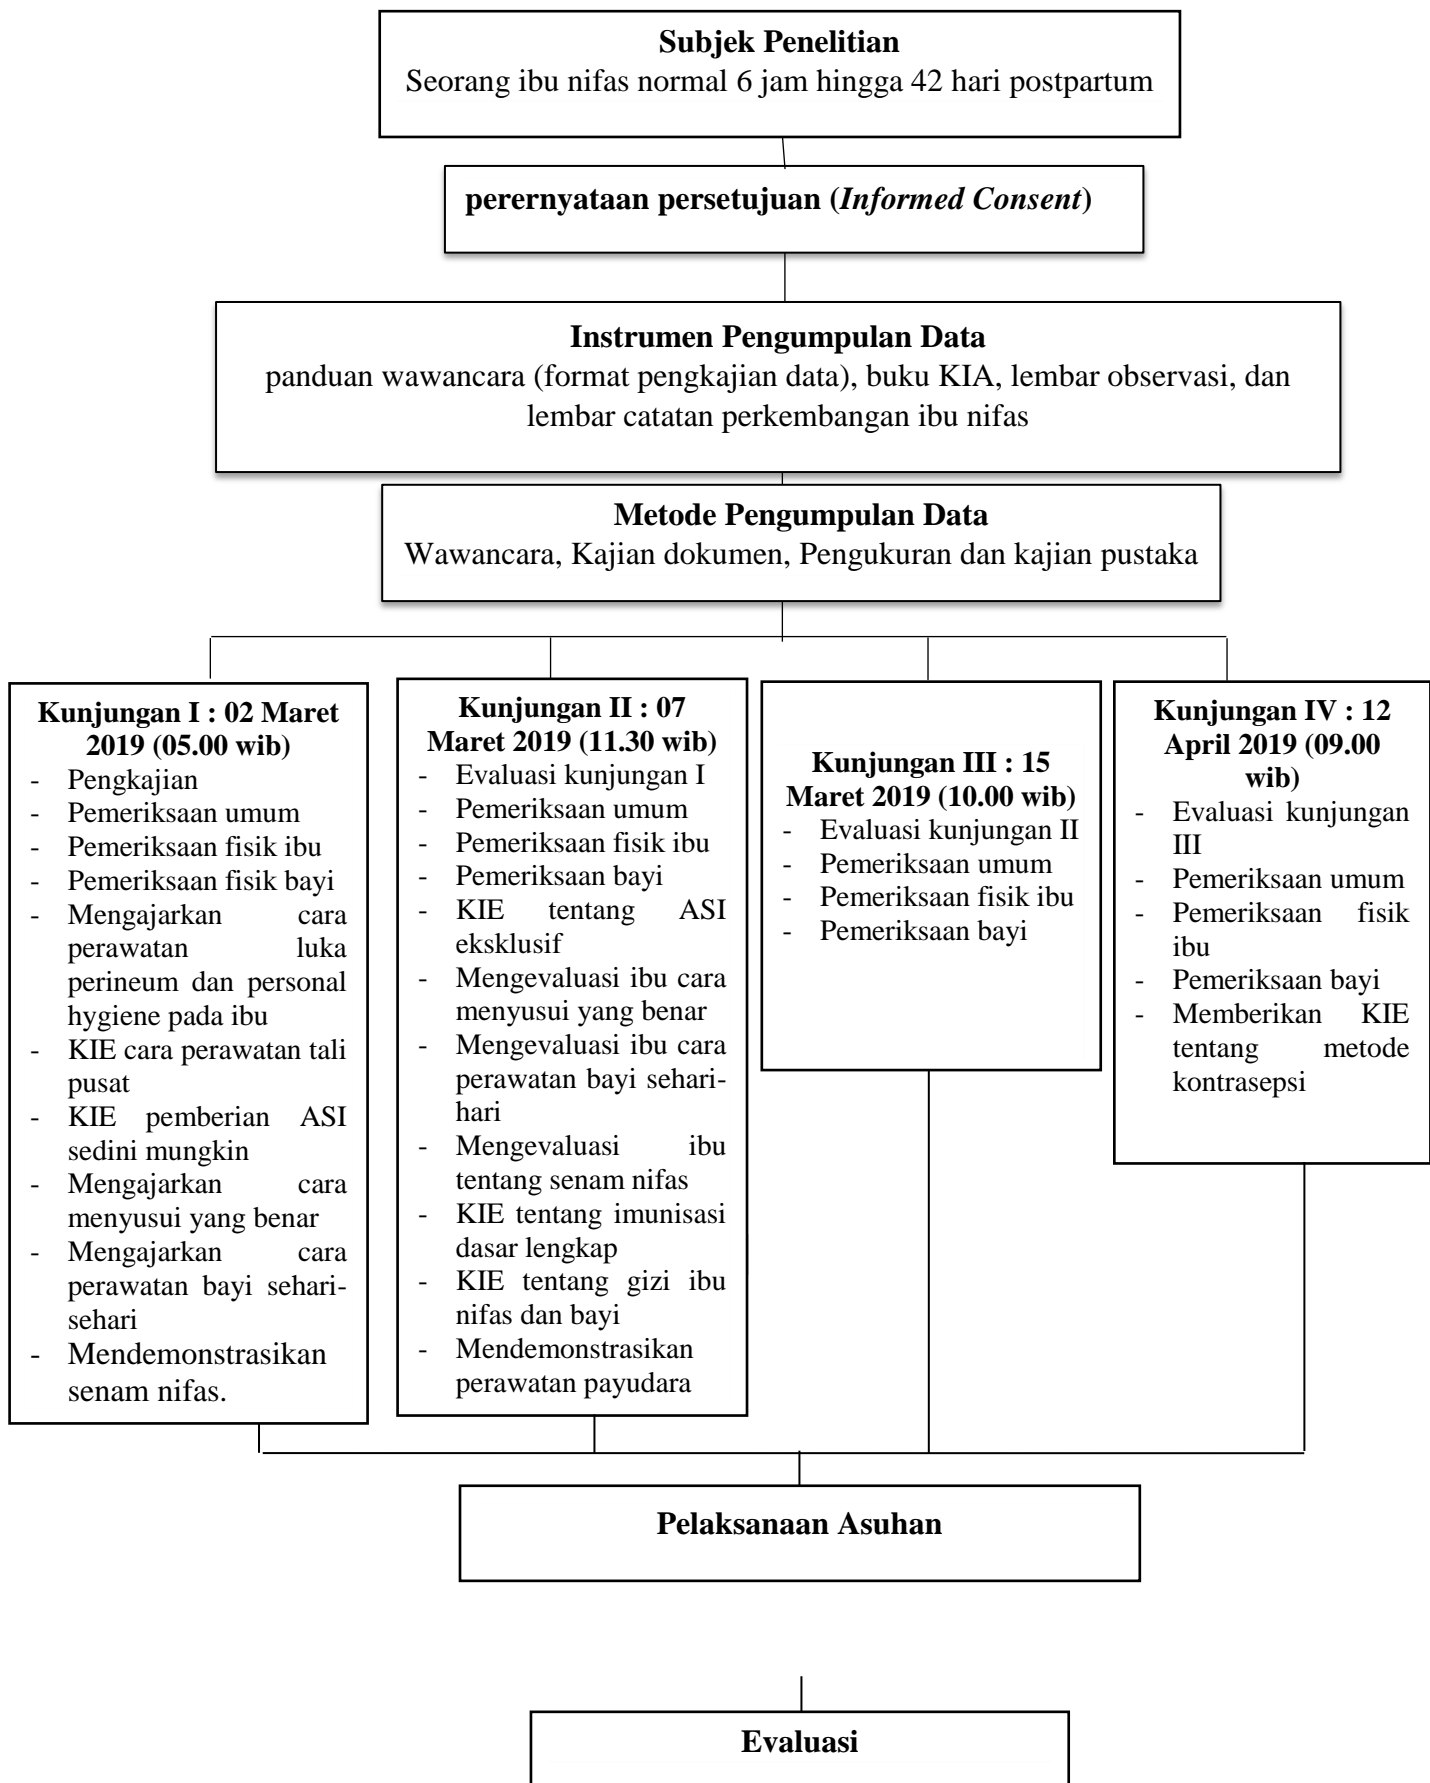 Subjek Penelitian
Seorang ibu nifas normal 6 jam hingga 42 hari postpartum
perernyataan persetujuan (Informed Consent)
Instrumen Pengumpulan Data
panduan wawancara (format pengkajian data), buku KIA, lembar observasi, dan
lembar catatan perkembangan ibu nifas
Metode Pengumpulan Data
Wawancara, Kajian dokumen, Pengukuran dan kajian pustaka
Kunjungan I : 02 Maret
2019 (05.00 wib)
- Pengkajian
- Pemeriksaan umum
- Pemeriksaan fisik ibu
- Pemeriksaan fisik bayi
- Mengajarkan cara
perawatan luka
perineum dan personal
hygiene pada ibu
- KIE cara perawatan tali
pusat
- KIE pemberian ASI
sedini mungkin
- Mengajarkan cara
menyusui yang benar
- Mengajarkan cara
perawatan bayi sehari-
sehari
- Mendemonstrasikan
senam nifas.
Kunjungan II : 07
Maret 2019 (11.30 wib)
- Evaluasi kunjungan I
- Pemeriksaan umum
- Pemeriksaan fisik ibu
- Pemeriksaan bayi
- KIE tentang ASI
eksklusif
- Mengevaluasi ibu cara
menyusui yang benar
- Mengevaluasi ibu cara
perawatan bayi sehari-
hari
- Mengevaluasi ibu
tentang senam nifas
- KIE tentang imunisasi
dasar lengkap
- KIE tentang gizi ibu
nifas dan bayi
- Mendemonstrasikan
perawatan payudara
Kunjungan III : 15
Maret 2019 (10.00 wib)
- Evaluasi kunjungan II
- Pemeriksaan umum
- Pemeriksaan fisik ibu
- Pemeriksaan bayi
Kunjungan IV : 12
April 2019 (09.00
wib)
- Evaluasi kunjungan
III
- Pemeriksaan umum
- Pemeriksaan fisik
ibu
- Pemeriksaan bayi
- Memberikan KIE
tentang metode
kontrasepsi
Pelaksanaan Asuhan
Evaluasi